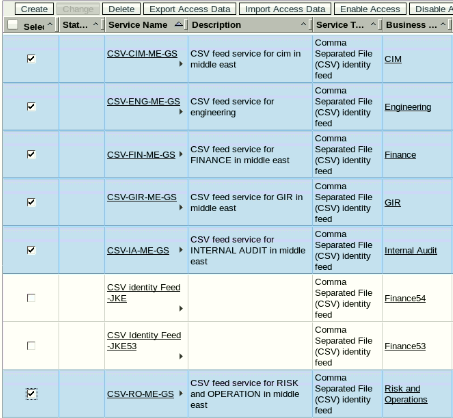 Create Change Delete Export Access Data Import Access Data Enable Access Disable A
Selec Stat... Service Name Description Service T... Business ...
CSV-CIM-ME-GS
CSV feed service for cim in
middle east
Comma
Separated File
(CSV) identity
feed
CIM
CSV-ENG-ME-GS
CSV feed service for
engineering
Comma
Separated File
(CSV) identity
feed
Engineering
CSV-FIN-ME-GS
CSV feed service for
FINANCE in middle east
Comma
Separated File
(CSV) identity
feed
Finance
CSV-GIR-ME-GS
CSV feed service for GIR in
middle east
Comma
Separated File
(CSV) identity
feed
GIR
CSV-IA-ME-GS
CSV feed service for
INTERNAL AUDIT in middle
east
Comma
Separated File
(CSV) identity
feed
Internal Audit
CSV identity Feed
-JKE
Comma
Separated File
(CSV) identity
feed
Finance54
CSV Identity Feed
-JKE53
Comma
Separated File
(CSV) identity
feed
Finance53
CSV-RO-ME-GS
CSV feed service for RISK
and OPERATION in middle
east
Comma
Separated File
(CSV) identity
feed
Risk and
Operations